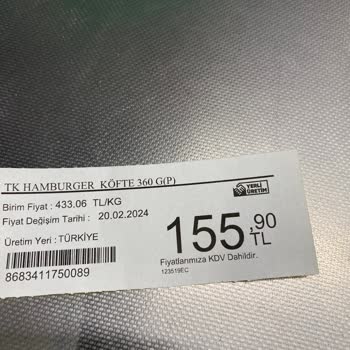 TK HAMBURGER KÖFTE 360 G(P)
Birim Fiyat : 433.06 TL/KG
Fiyat Değişim Tarihi : 20.02.2024
YERLİ
ÜRETİM
Üretim Yeri : TÜRKİYE
155,90
TL
8683411750089
Fiyatlarımıza KDV Dahildir.
123519EC